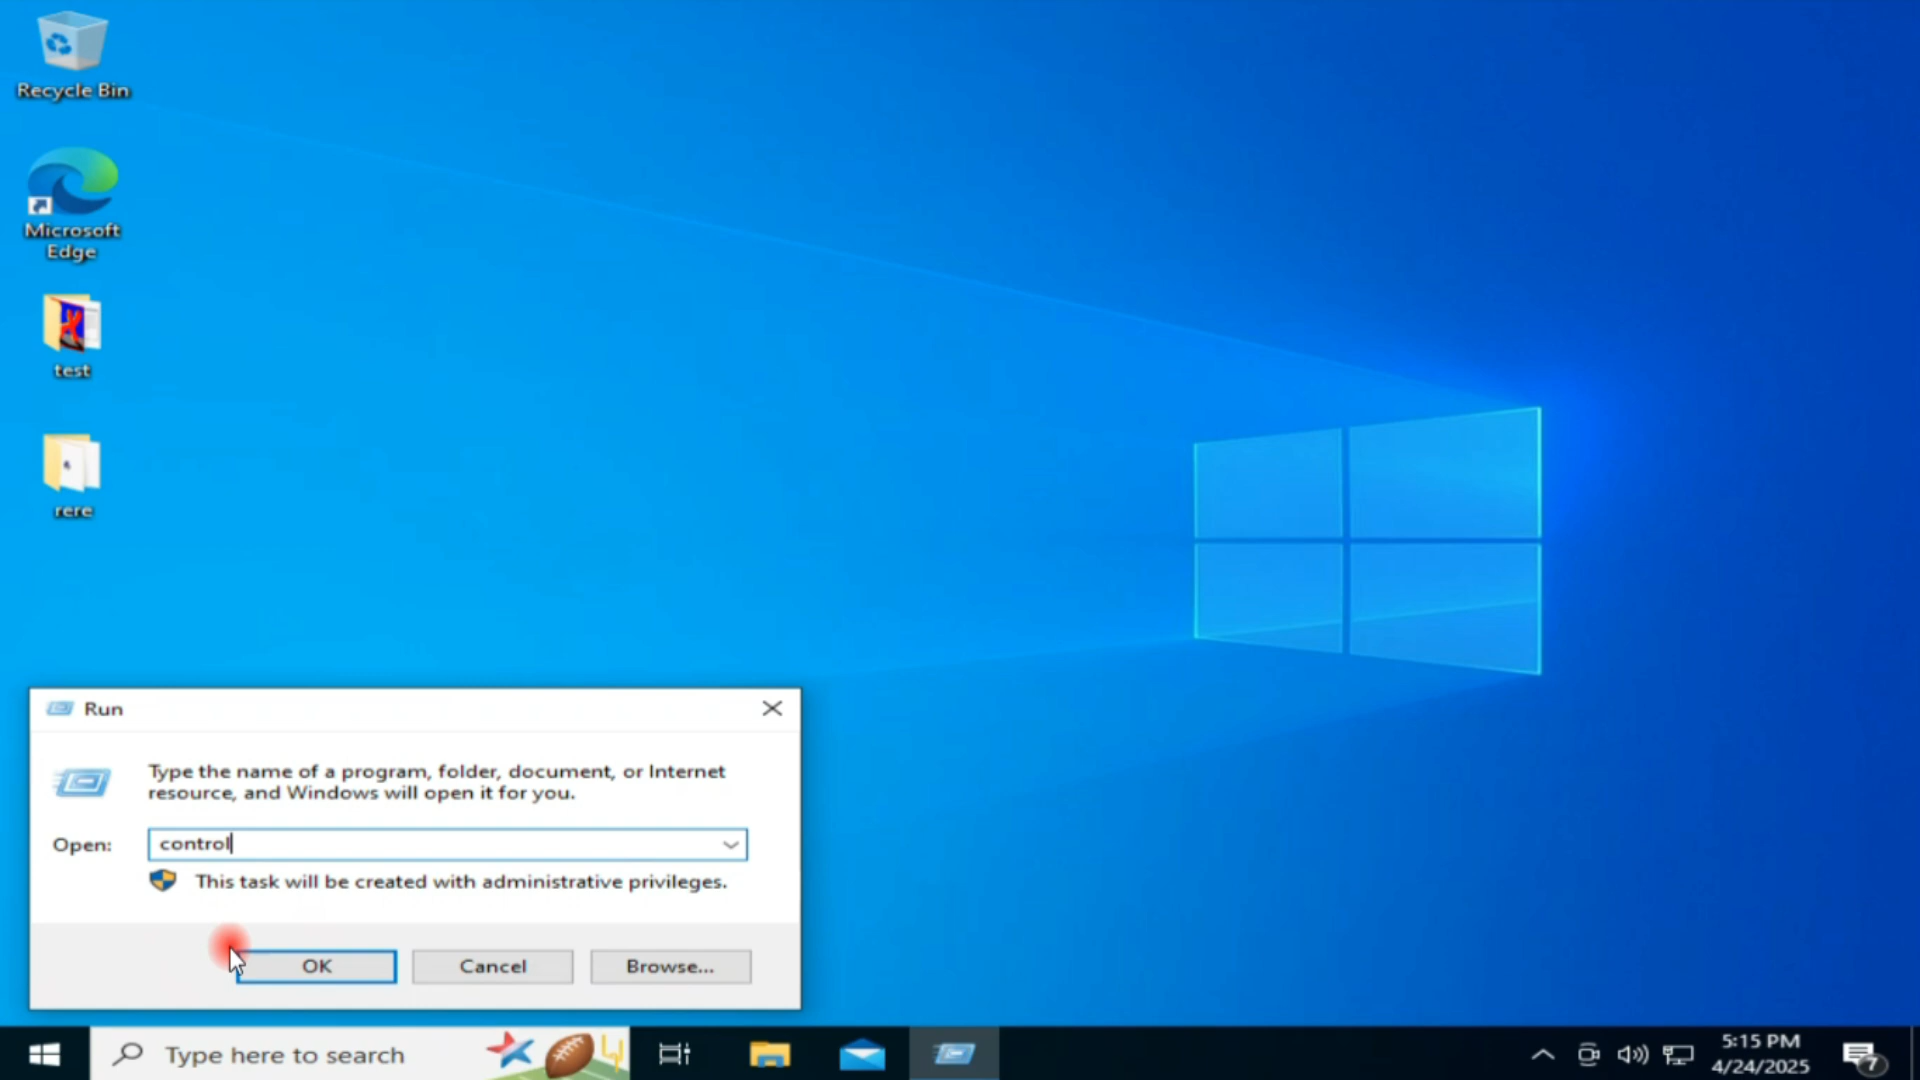 Recycle Bin
Microsoft
Edge
test
rere
Run
Type the name of a program, folder, document, or Internet
resource, and Windows will open it for you.
Open:
control
This task will be created with administrative privileges.
OK
Cancel
Browse...
Type here to search
5:15 PM
4/24/2025
7